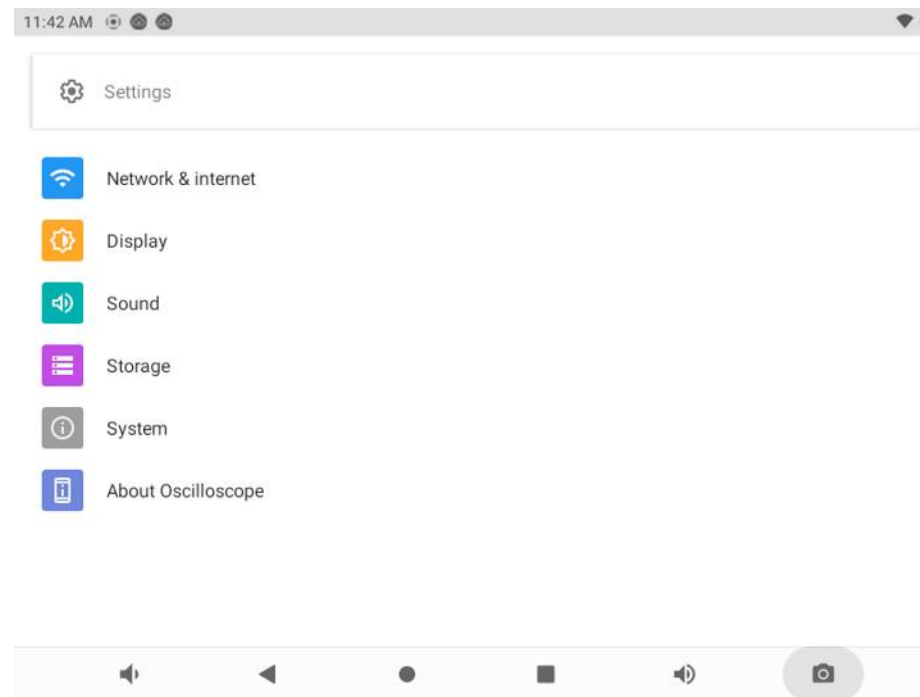 11:42 AM
Settings
Network & internet
Display
Sound
Storage
System
About Oscilloscope